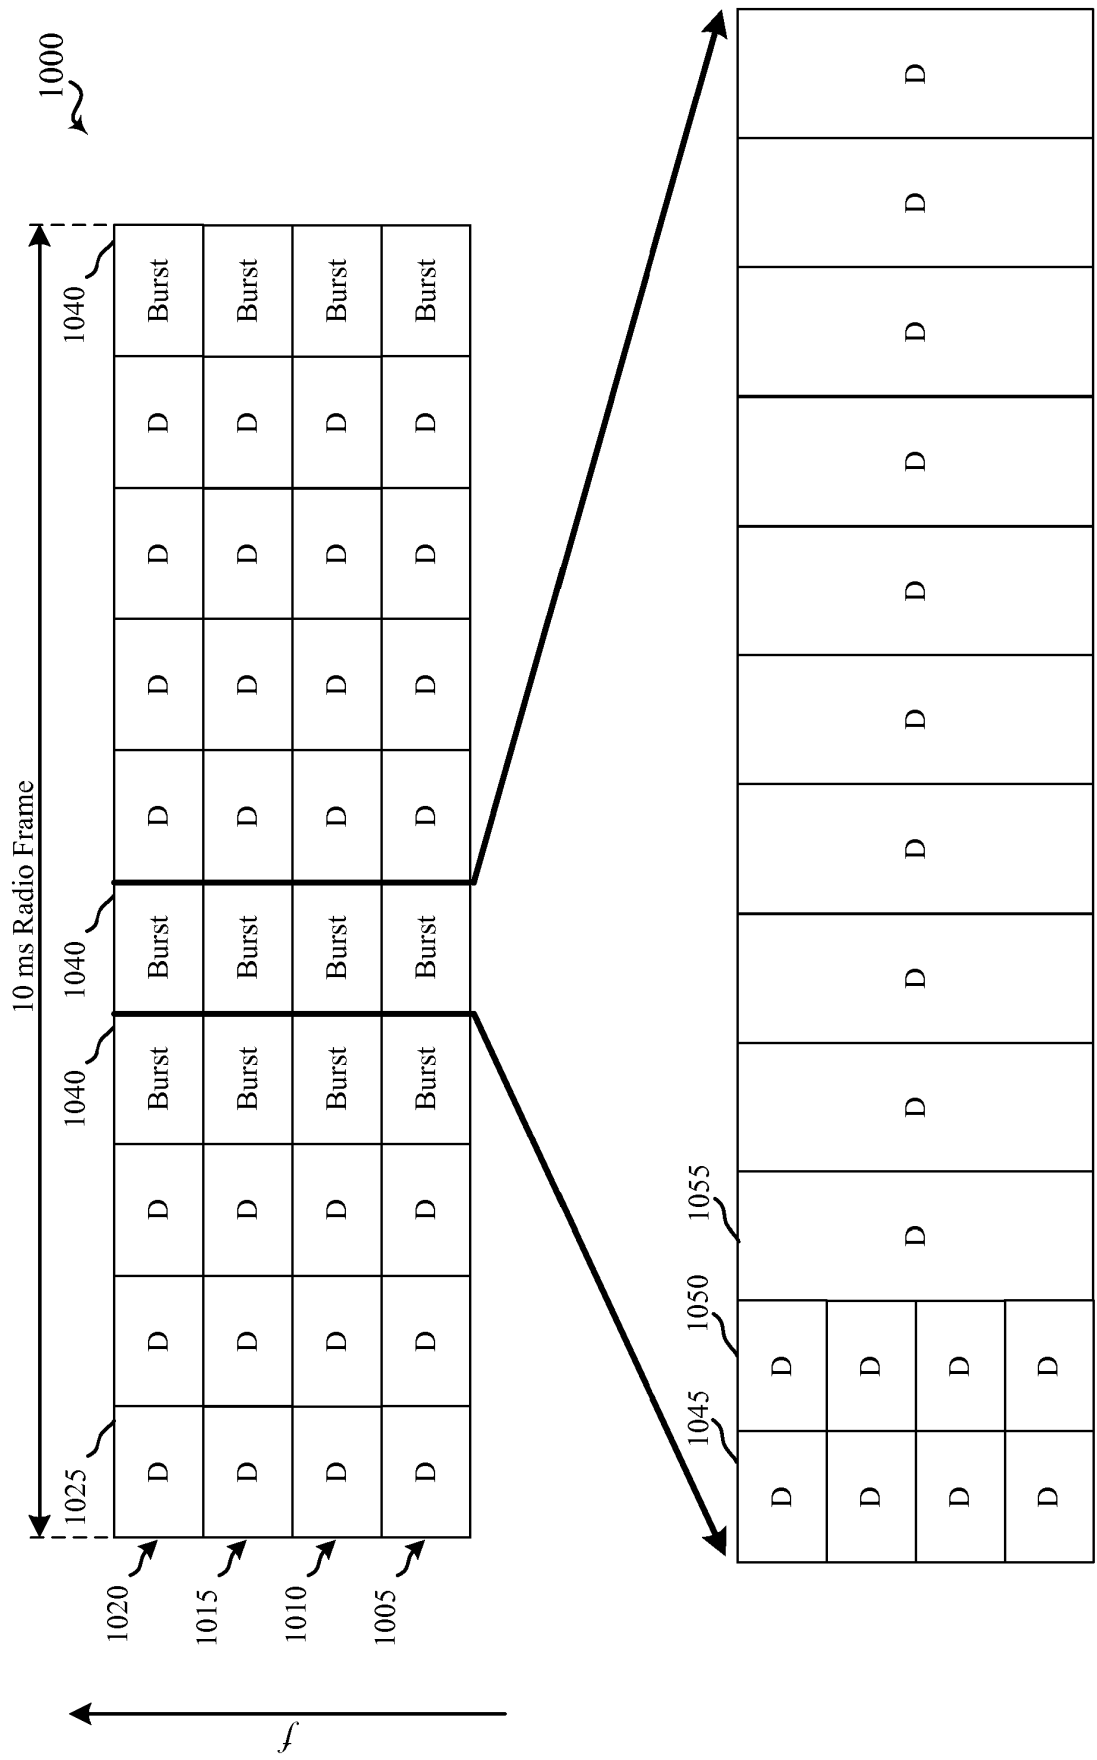 10 ms Radio Frame
1000
1025 1040 1040 1040
1020 D D D Burst Burst D D D D Burst
1015 D D D Burst Burst D D D D Burst
f
1010 D D D Burst Burst D D D D Burst
1005 D D D Burst Burst D D D D Burst
1045 1050 1055
D D
D D
D D D D D D D D D D
D D
D D